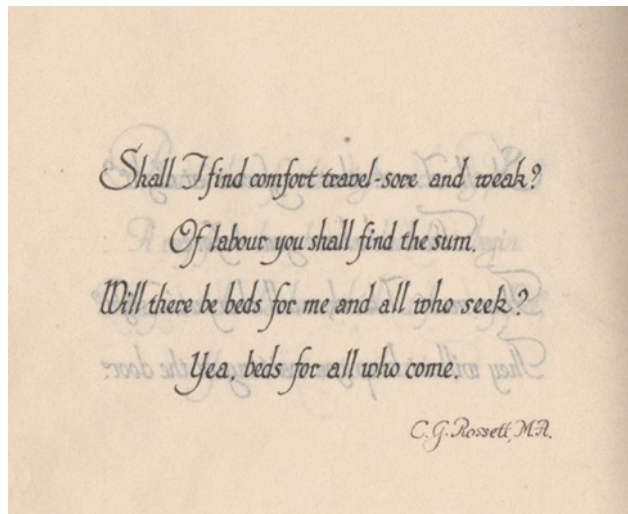 Shall I find comfort travel-sore and weak?
Of labour you shall find the sum.
Will there be beds for me and all who seek?
Yea, beds for all who come.
C. G. Rossett, M.A.